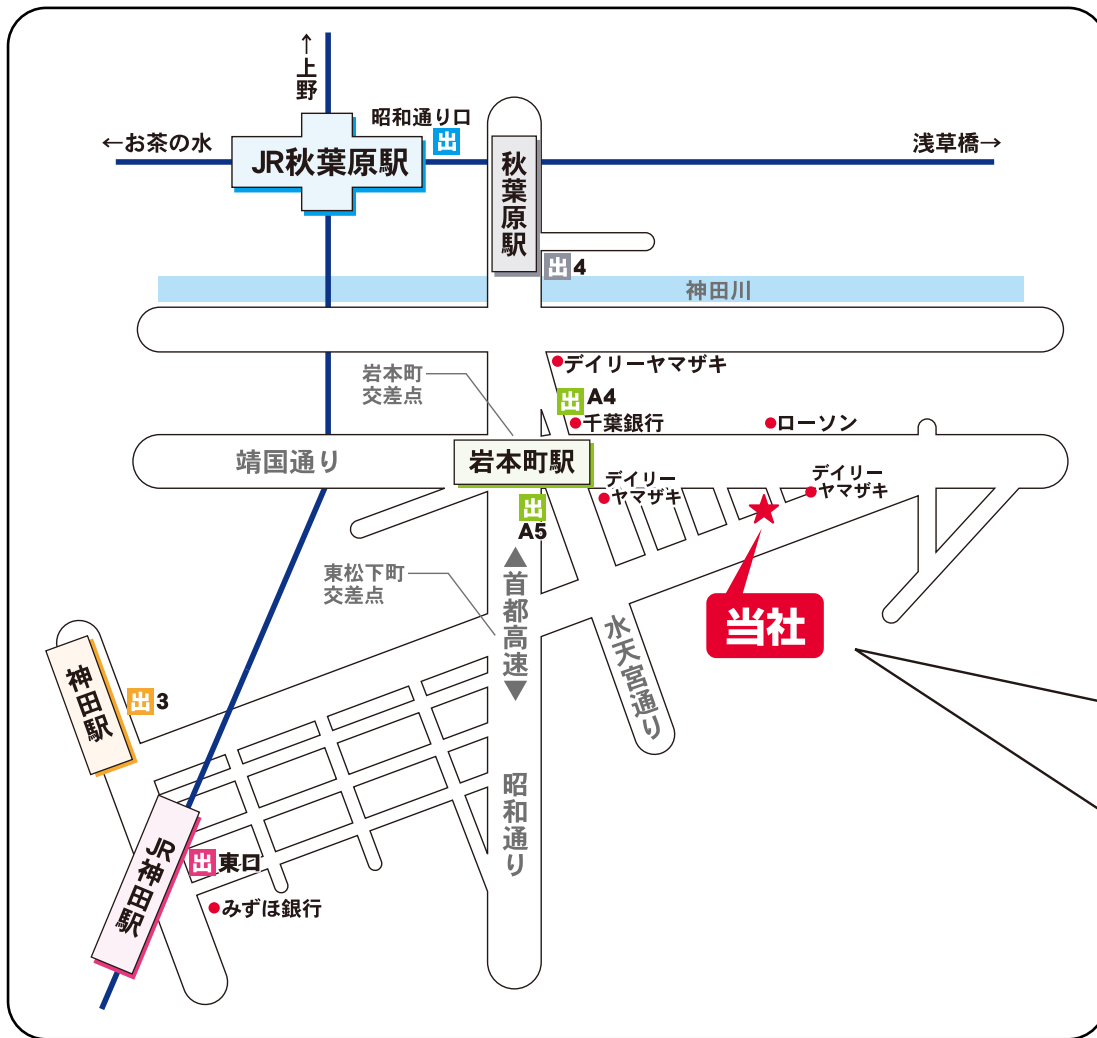 ↑上野
昭和通り口
出
←お茶の水
JR秋葉原駅
秋葉原駅
浅草橋→
出4
神田川
デイリーヤマザキ
岩本町
交差点
出A4
千葉銀行
ローソン
靖国通り
岩本町駅
デイリー
ヤマザキ
デイリー
ヤマザキ
出
A5
東松下町
交差点
▲首都高速▼
当社
水天宮通り
神田駅
出3
昭和通り
JR神田駅
出東口
みずほ銀行